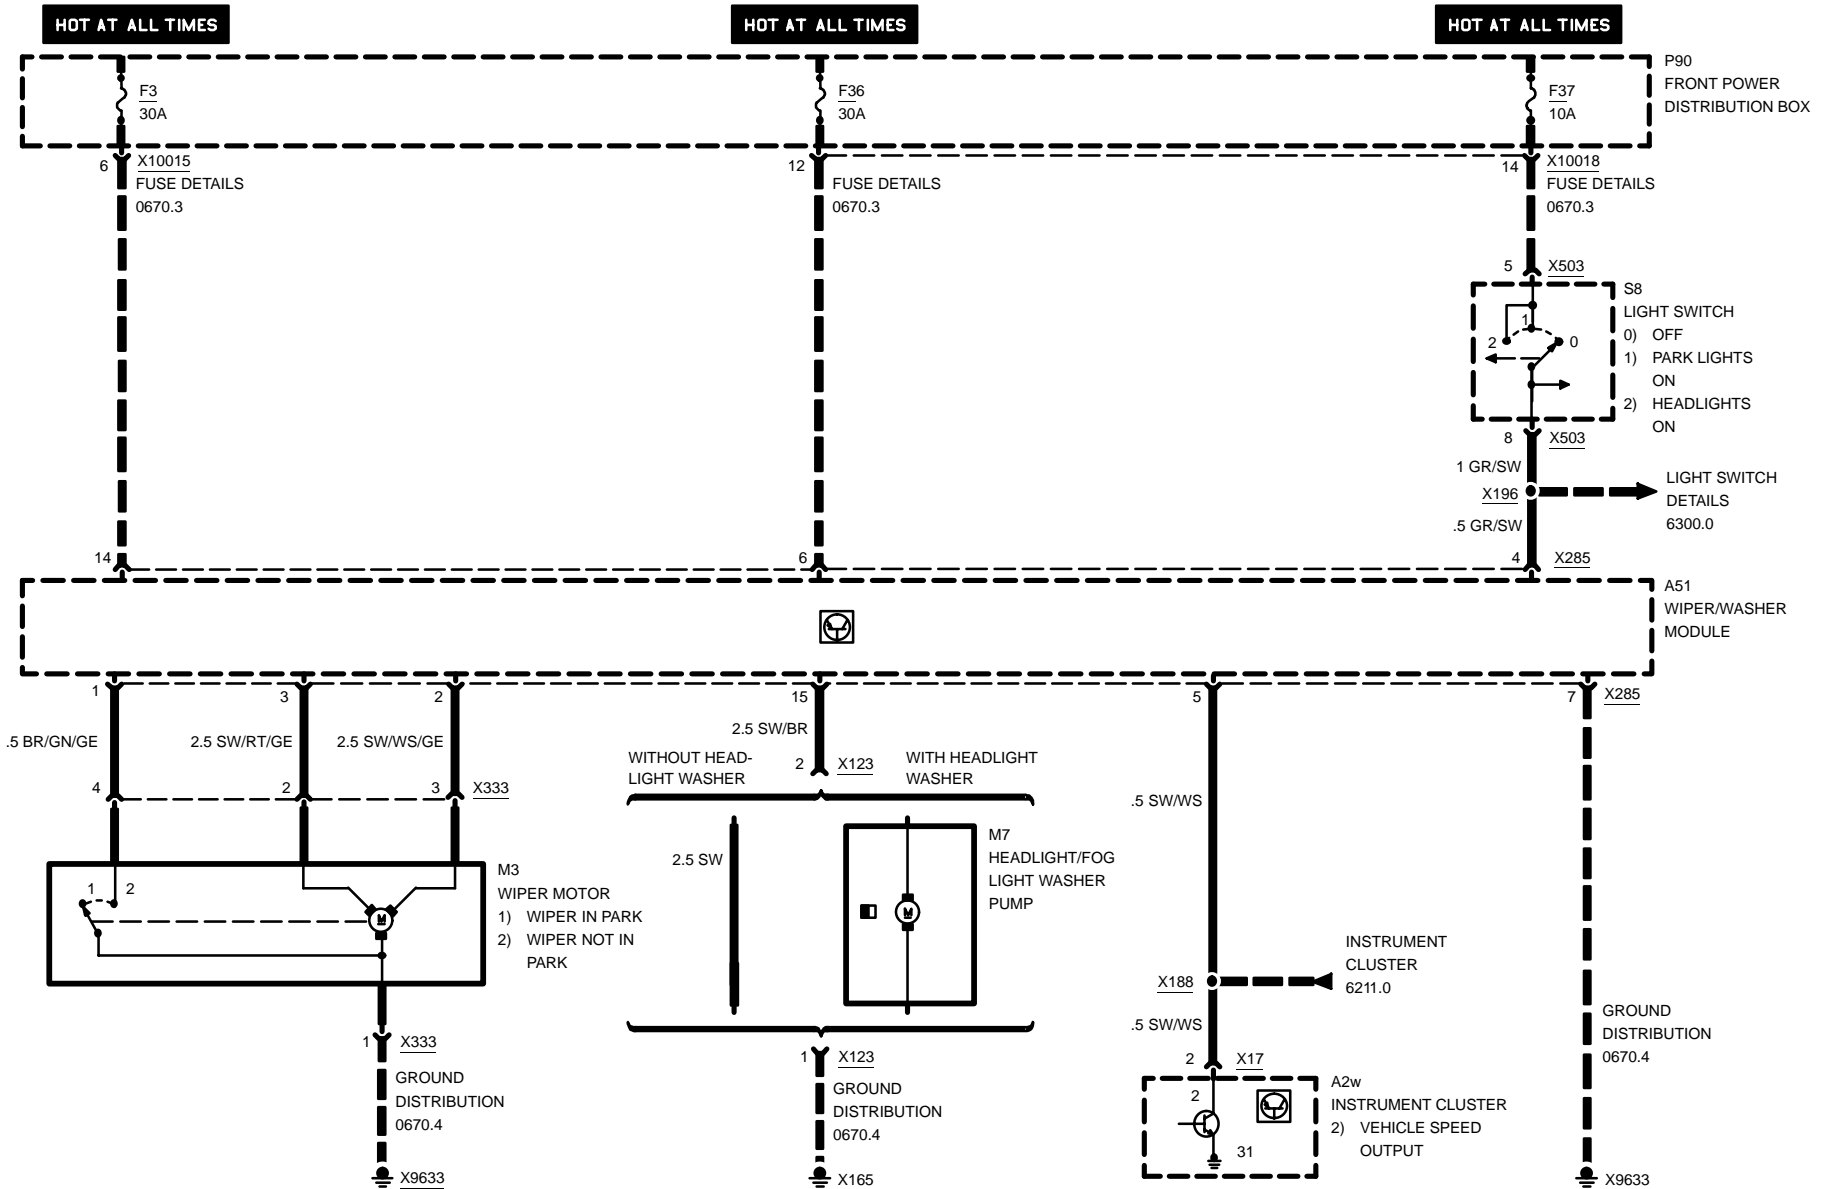 HOT AT ALL TIMES
HOT AT ALL TIMES
HOT AT ALL TIMES
P90
FRONT POWER
DISTRIBUTION BOX
F3
30A
F36
30A
F37
10A
6
X10015
FUSE DETAILS
0670.3
12
FUSE DETAILS
0670.3
14
X10018
FUSE DETAILS
0670.3
5
X503
S8
LIGHT SWITCH
0) OFF
1) PARK LIGHTS
ON
2) HEADLIGHTS
ON
1
2
0
8
X503
1 GR/SW
X196
LIGHT SWITCH
DETAILS
6300.0
.5 GR/SW
14
6
4
X285
A51
WIPER/WASHER
MODULE
1
3
2
15
5
7
X285
.5 BR/GN/GE
2.5 SW/RT/GE
2.5 SW/WS/GE
2.5 SW/BR
4
2
3
X333
WITHOUT HEAD-
LIGHT WASHER
2
X123
WITH HEADLIGHT
WASHER
.5 SW/WS
2.5 SW
M7
HEADLIGHT/FOG
LIGHT WASHER
PUMP
M
M3
WIPER MOTOR
1) WIPER IN PARK
2) WIPER NOT IN
PARK
1
2
M
INSTRUMENT
CLUSTER
6211.0
X188
.5 SW/WS
1
X333
GROUND
DISTRIBUTION
0670.4
X9633
1
X123
GROUND
DISTRIBUTION
0670.4
X165
2
X17
A2w
INSTRUMENT CLUSTER
2) VEHICLE SPEED
OUTPUT
2
31
GROUND
DISTRIBUTION
0670.4
X9633